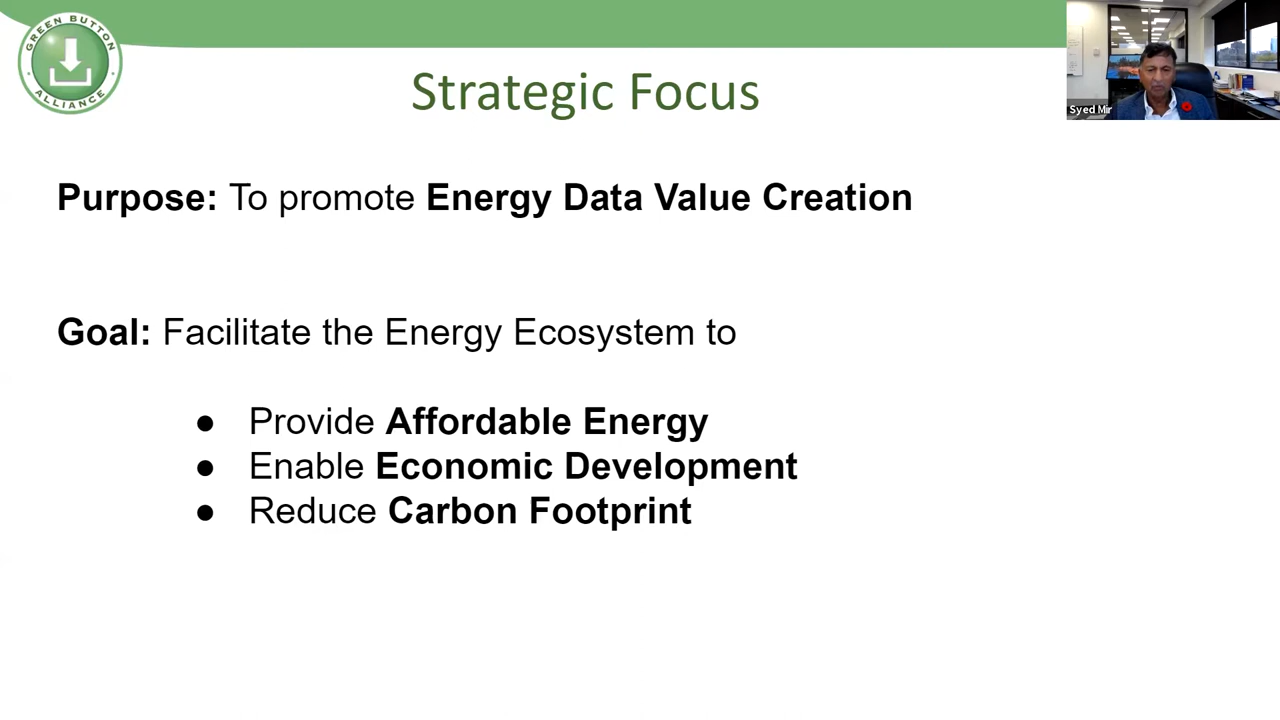 GREEN BUTTON
ALLIANCE
Strategic Focus
Syed Mir
Purpose: To promote Energy Data Value Creation
Goal: Facilitate the Energy Ecosystem to
● Provide Affordable Energy
● Enable Economic Development
● Reduce Carbon Footprint